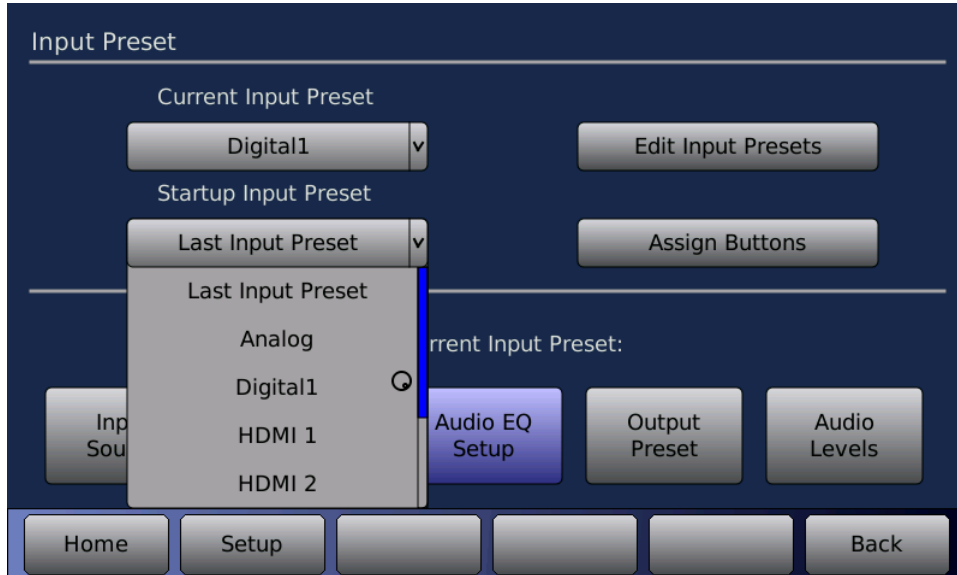 Input Preset
Current Input Preset
Digital1
Edit Input Presets
Startup Input Preset
Last Input Preset
Assign Buttons
Last Input Preset
Analog
rrent Input Preset:
Digital1
HDMI 1
HDMI 2
Inp
Sou
Audio EQ
Setup
Output
Preset
Audio
Levels
Home
Setup
Back